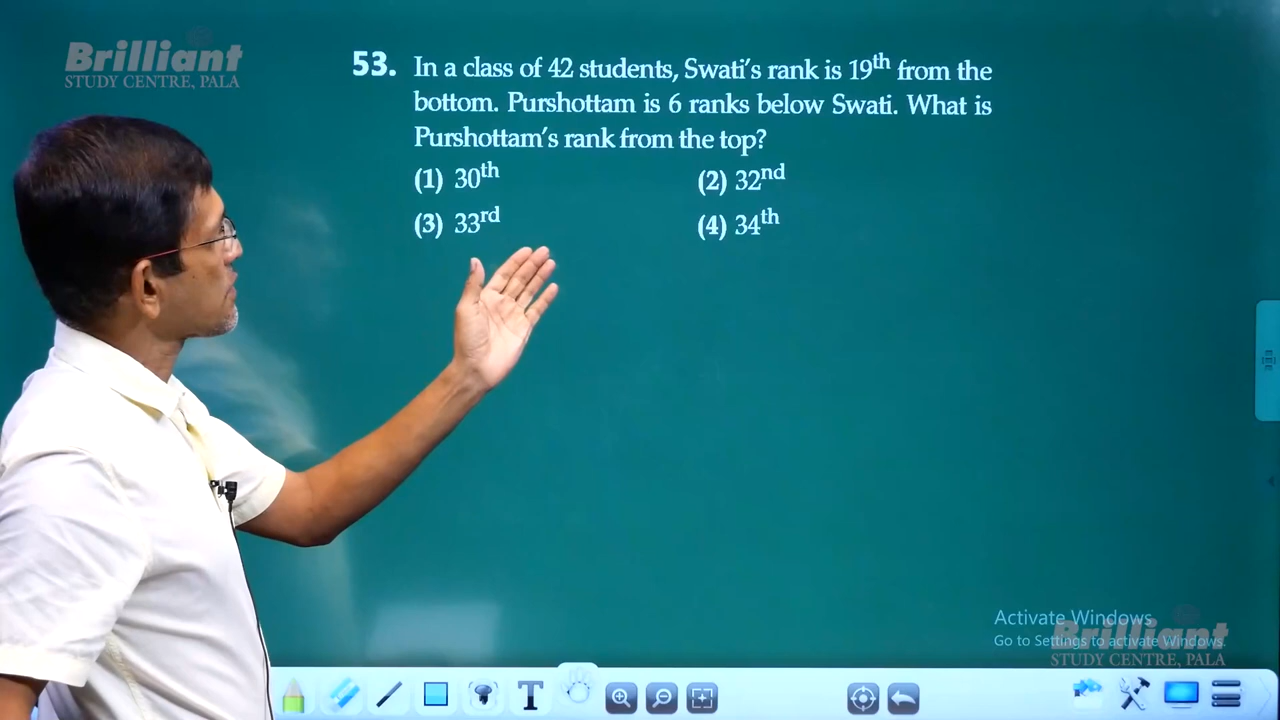 Brilliant
STUDY CENTRE, PALA
53. In a class of 42 students, Swati's rank is 19th from the
bottom. Purshottam is 6 ranks below Swati. What is
Purshottam's rank from the top?
(1) 30th (2) 32nd
(3) 33rd (4) 34th
Activate Windows
Go to Settings to activate Windows.
Brilliant
STUDY CENTRE, PALA
T